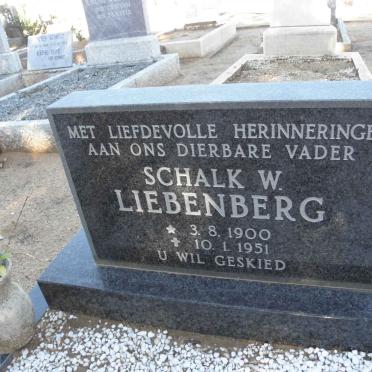 MET LIEFDEVOLLE HERINNERINGE
AAN ONS DIERBARE VADER
SCHALK W.
LIEBENBERG
* 3. 8. 1900
✝ 10. 1. 1951
U WIL GESKIED